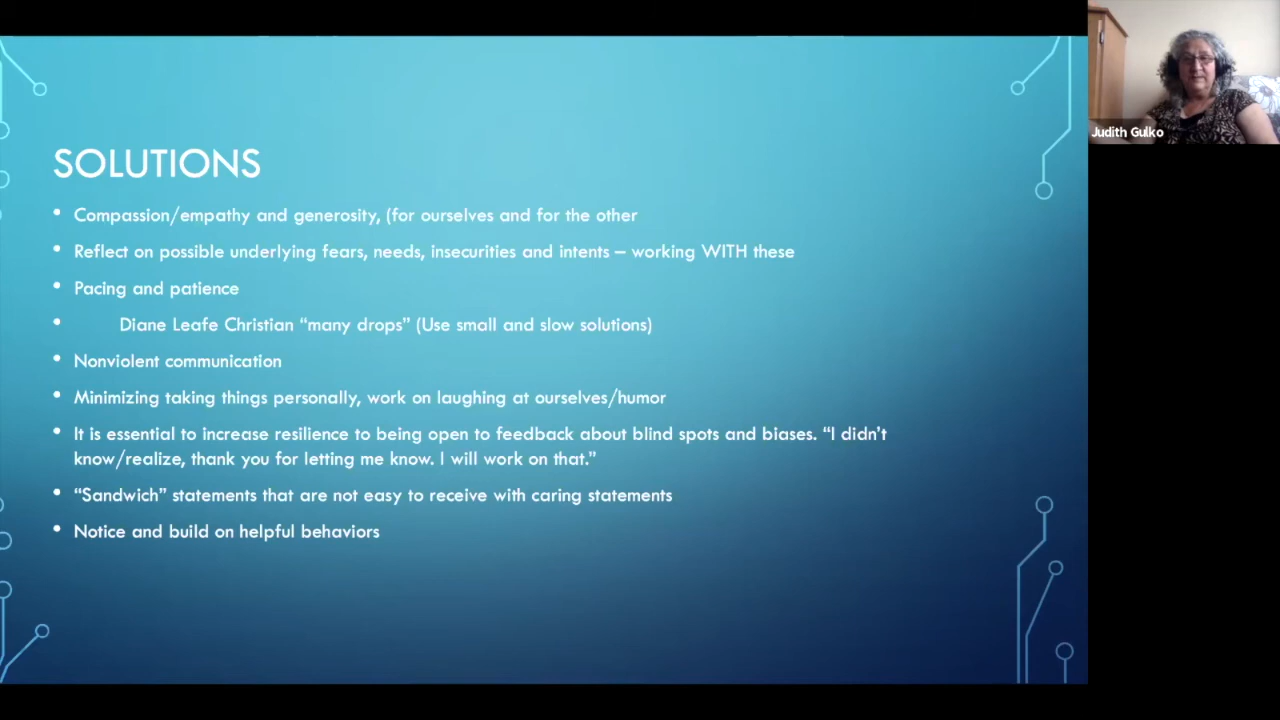 Judith Gulko
SOLUTIONS
• Compassion/empathy and generosity, (for ourselves and for the other
• Reflect on possible underlying fears, needs, insecurities and intents – working WITH these
• Pacing and patience
• Diane Leafe Christian “many drops” (Use small and slow solutions)
• Nonviolent communication
• Minimizing taking things personally, work on laughing at ourselves/humor
• It is essential to increase resilience to being open to feedback about blind spots and biases. “I didn’t
know/realize, thank you for letting me know. I will work on that.”
• “Sandwich” statements that are not easy to receive with caring statements
• Notice and build on helpful behaviors